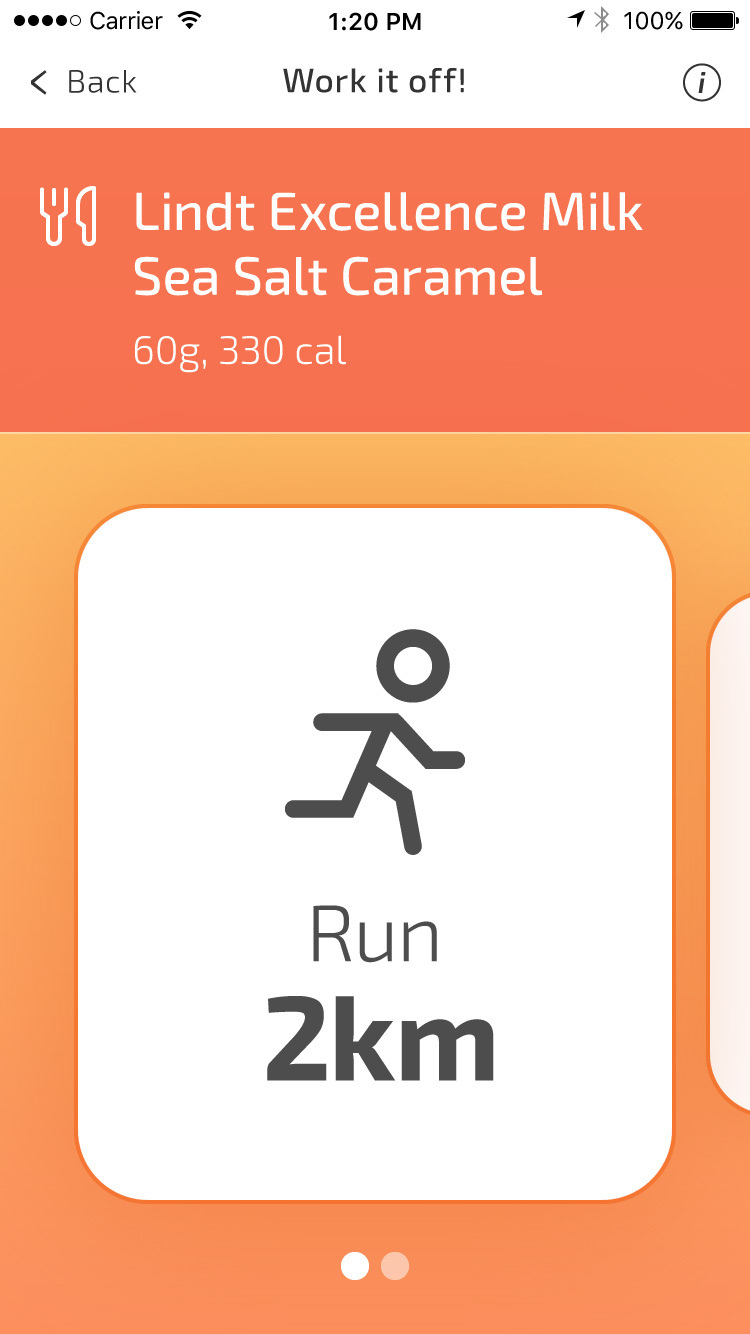 Carrier 1:20 PM 100%
Back Work it off! i
Lindt Excellence Milk
Sea Salt Caramel
60g, 330 cal
Run
2km